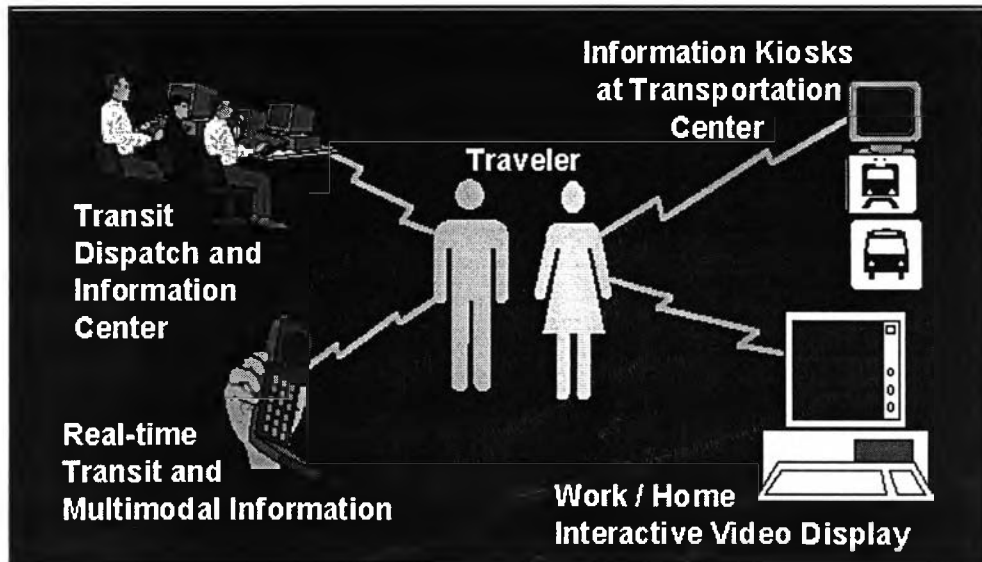 Information Kiosks
at Transportation
Center
Traveler
Transit
Dispatch and
Information
Center
Real-time
Transit and
Multimodal Information
Work / Home
Interactive Video Display